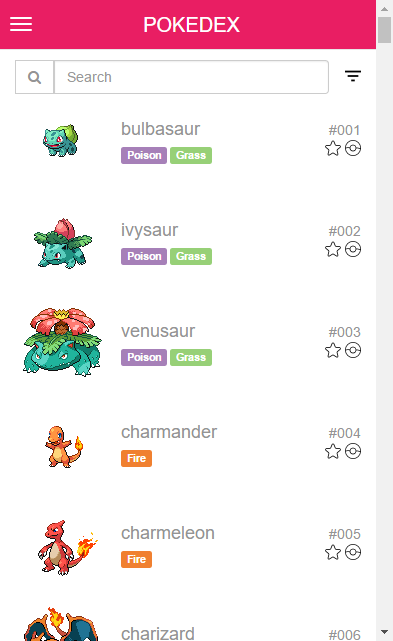 POKEDEX
Search
bulbasaur #001
Poison Grass
ivysaur #002
Poison Grass
venusaur #003
Poison Grass
charmander #004
Fire
charmeleon #005
Fire
charizard #006